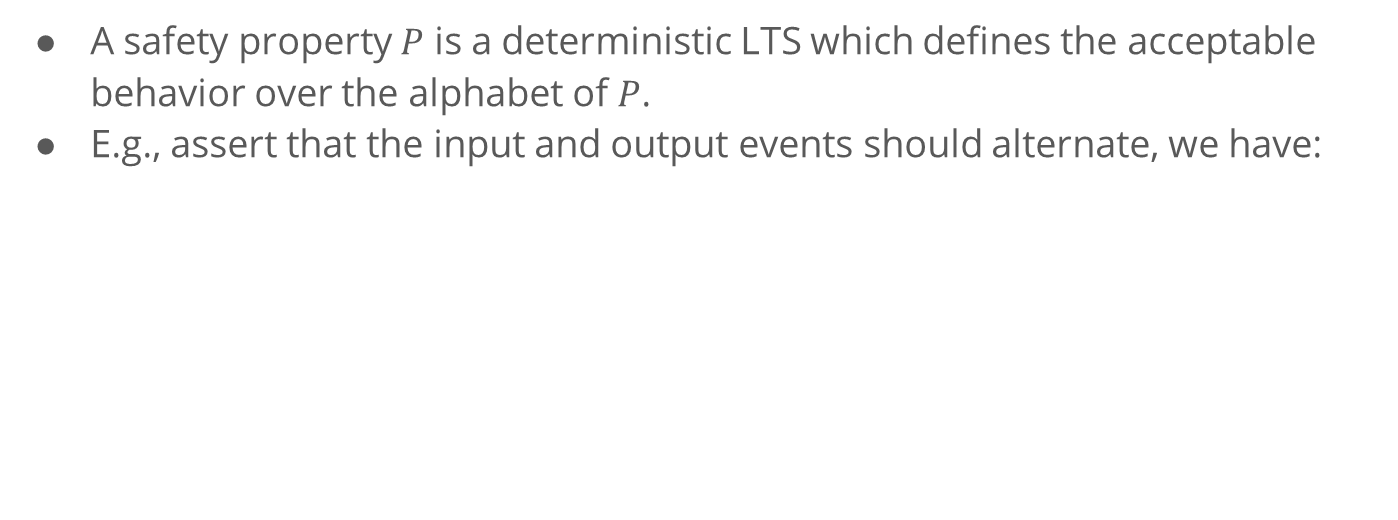 ● A safety property P is a deterministic LTS which defines the acceptable
behavior over the alphabet of P.
● E.g., assert that the input and output events should alternate, we have: